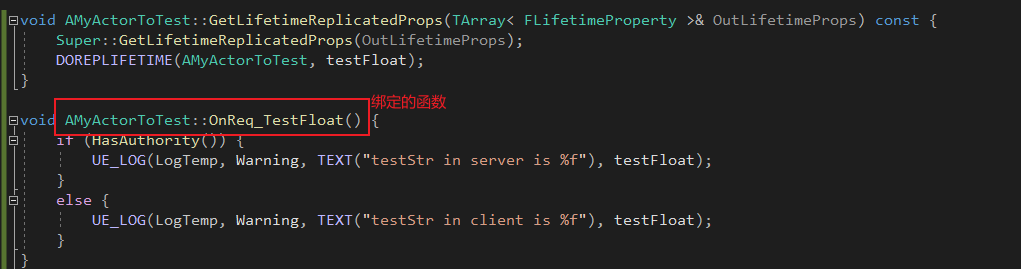 void AMyActorToTest::GetLifetimeReplicatedProps(TArray< FLifetimeProperty >& OutLifetimeProps) const {
    Super::GetLifetimeReplicatedProps(OutLifetimeProps);
    DOREPLIFETIME(AMyActorToTest, testFloat);
}
绑定的函数
void AMyActorToTest::OnReq_TestFloat() {
    if (HasAuthority()) {
        UE_LOG(LogTemp, Warning, TEXT("testStr in server is %f"), testFloat);
    }
    else {
        UE_LOG(LogTemp, Warning, TEXT("testStr in client is %f"), testFloat);
    }
}